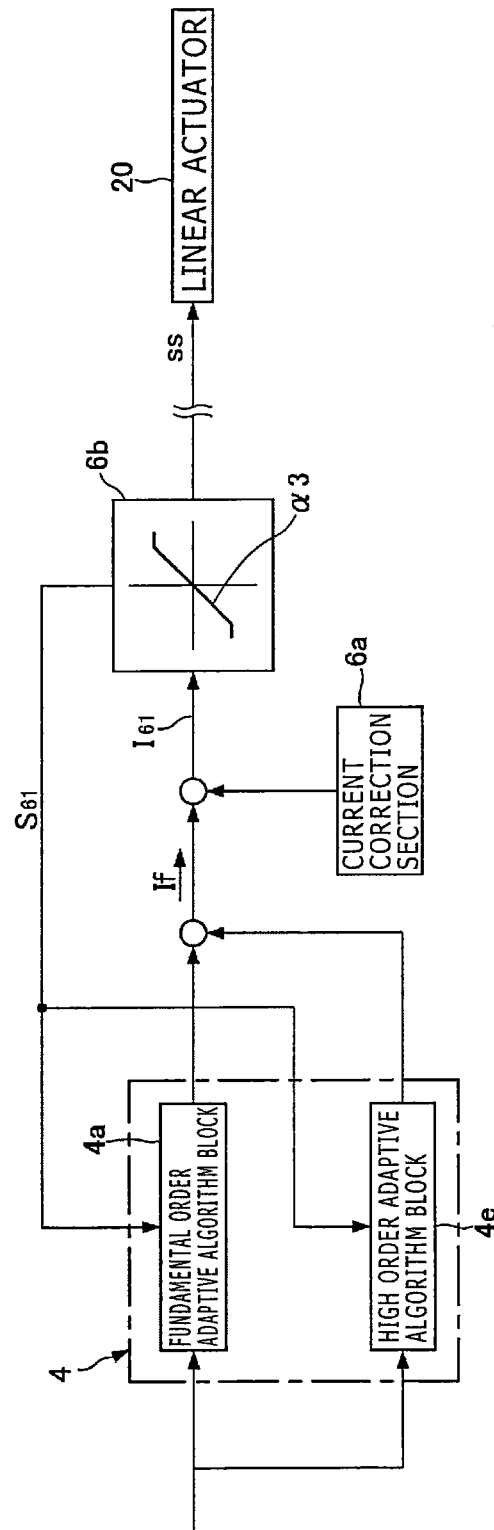 4
4a
FUNDAMENTAL ORDER
ADAPTIVE ALGORITHM BLOCK
HIGH ORDER ADAPTIVE
ALGORITHM BLOCK
4e
S61
If
I61
CURRENT
CORRECTION
SECTION
6a
6b
α3
ss
20
LINEAR ACTUATOR